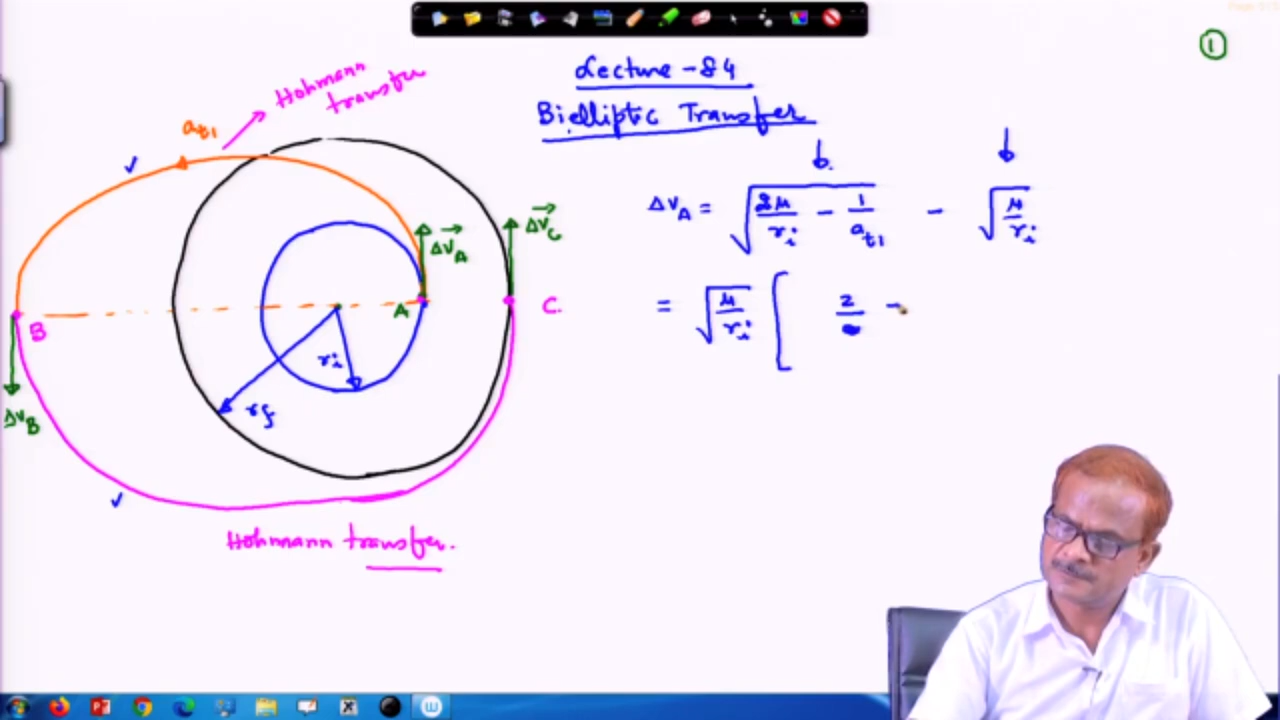 ①
Lecture - 84
Bielliptic Transfer
Hohmann
transfer
a_t1
ΔV_A = √(2μ/r_i - 1/a_t1) - √(μ/r_i)
= √(μ/r_i) [ 2/ -
ΔV_A
ΔV_C
A
C.
B
r_i
r_f
ΔV_B
Hohmann transfer.